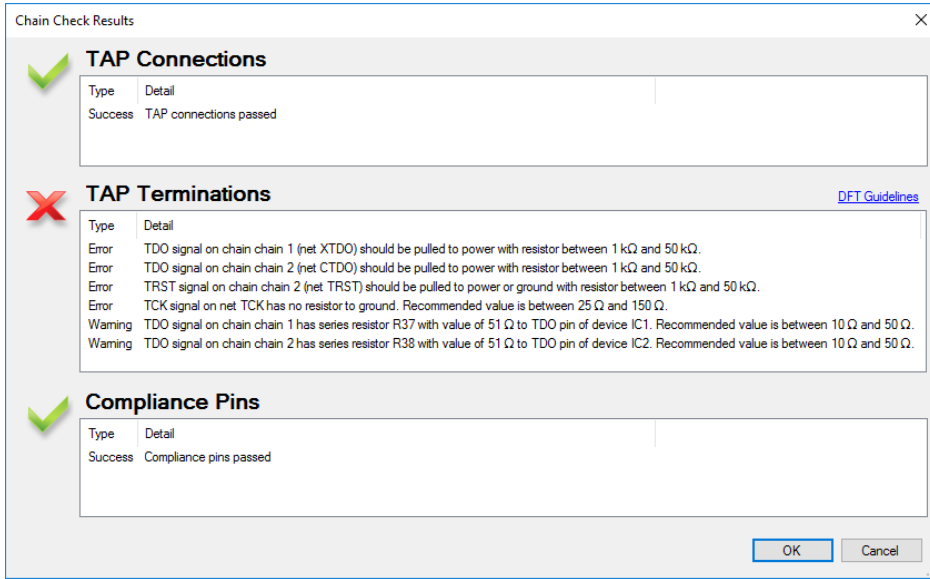 Chain Check Results
TAP Connections
Type Detail
Success TAP connections passed
TAP Terminations
DFT Guidelines
Type Detail
Error TDO signal on chain chain 1 (net XTDO) should be pulled to power with resistor between 1 kΩ and 50 kΩ.
Error TDO signal on chain chain 2 (net CTDO) should be pulled to power with resistor between 1 kΩ and 50 kΩ.
Error TRST signal on chain chain 2 (net TRST) should be pulled to power or ground with resistor between 1 kΩ and 50 kΩ.
Error TCK signal on net TCK has no resistor to ground. Recommended value is between 25 Ω and 150 Ω.
Warning TDO signal on chain chain 1 has series resistor R37 with value of 51 Ω to TDO pin of device IC1. Recommended value is between 10 Ω and 50 Ω.
Warning TDO signal on chain chain 2 has series resistor R38 with value of 51 Ω to TDO pin of device IC2. Recommended value is between 10 Ω and 50 Ω.
Compliance Pins
Type Detail
Success Compliance pins passed
OK Cancel